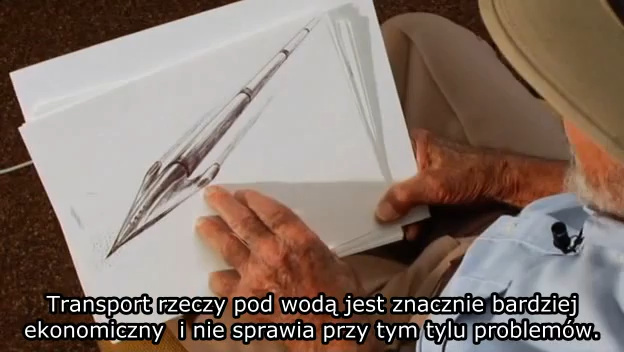 Transport rzeczy pod wodą jest znacznie bardziej
ekonomiczny i nie sprawia przy tym tylu problemów.